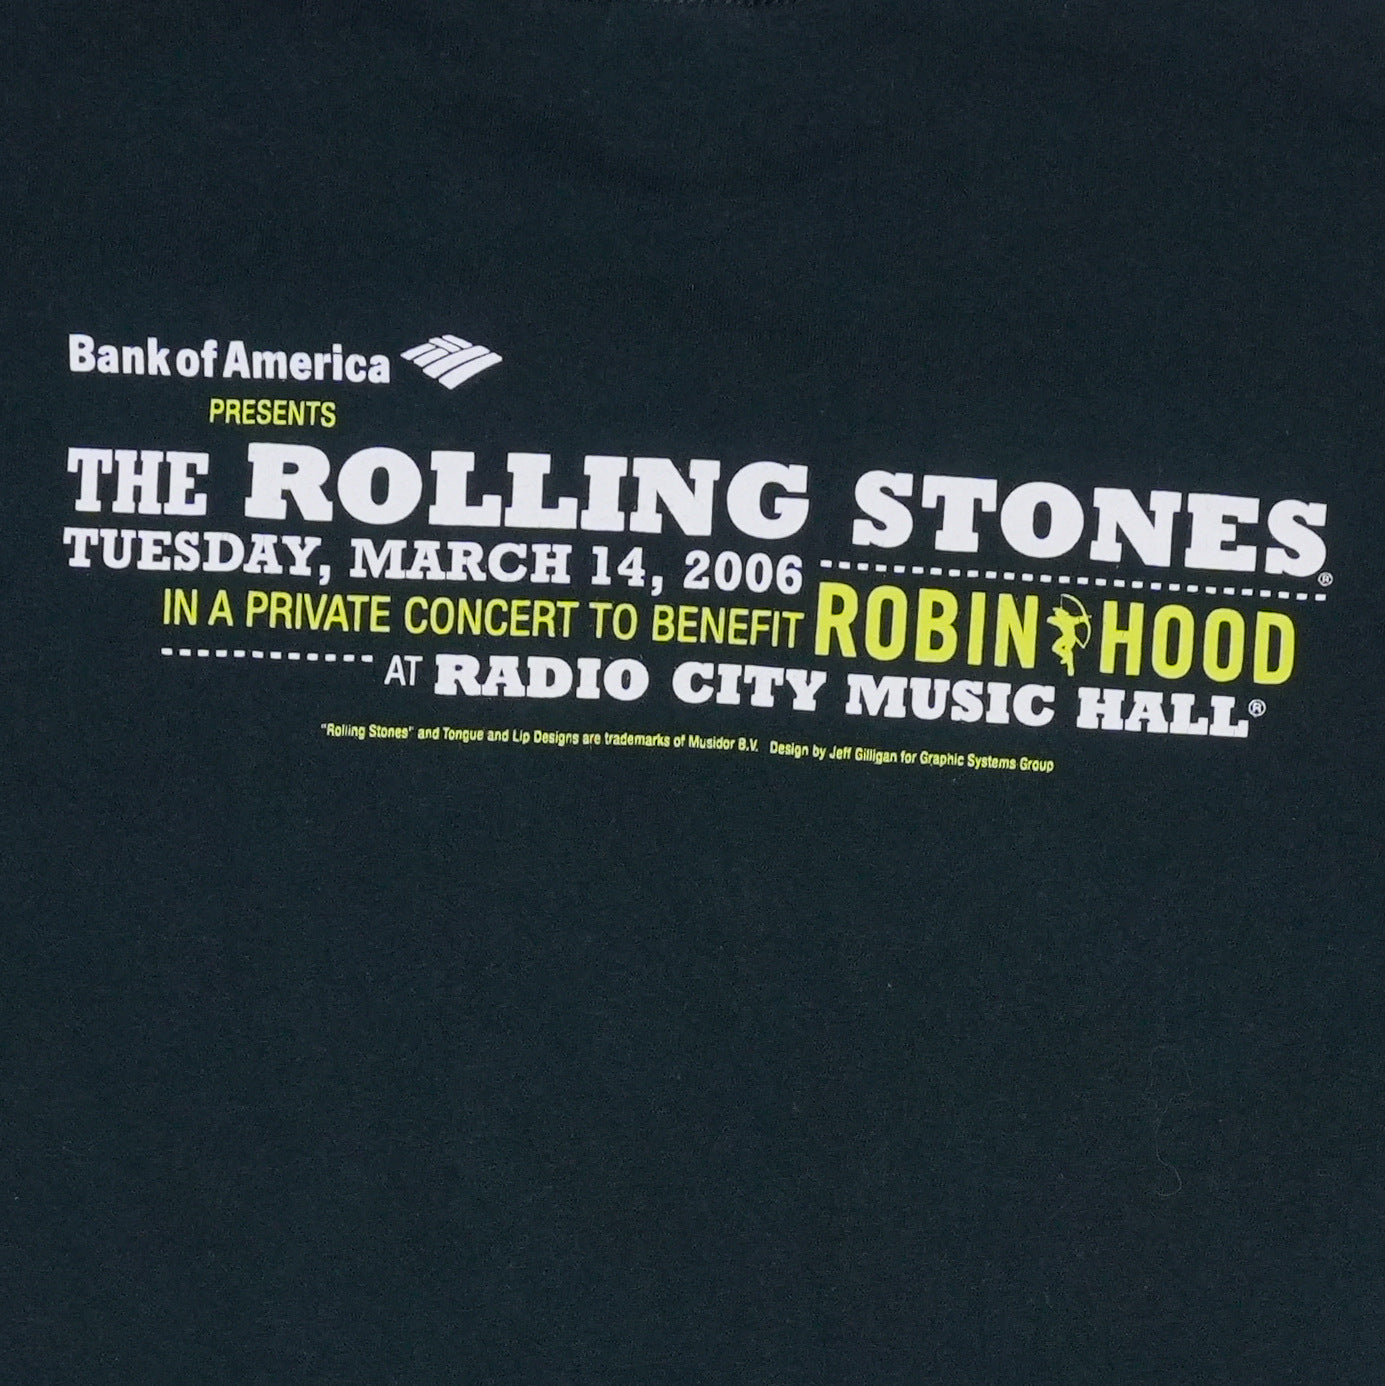 Bank of America
PRESENTS
THE ROLLING STONES®
TUESDAY, MARCH 14, 2006
IN A PRIVATE CONCERT TO BENEFIT ROBIN HOOD
AT RADIO CITY MUSIC HALL®
"Rolling Stones" and Tongue and Lip Designs are trademarks of Musidor B.V. Design by Jeff Gilligan for Graphic Systems Group